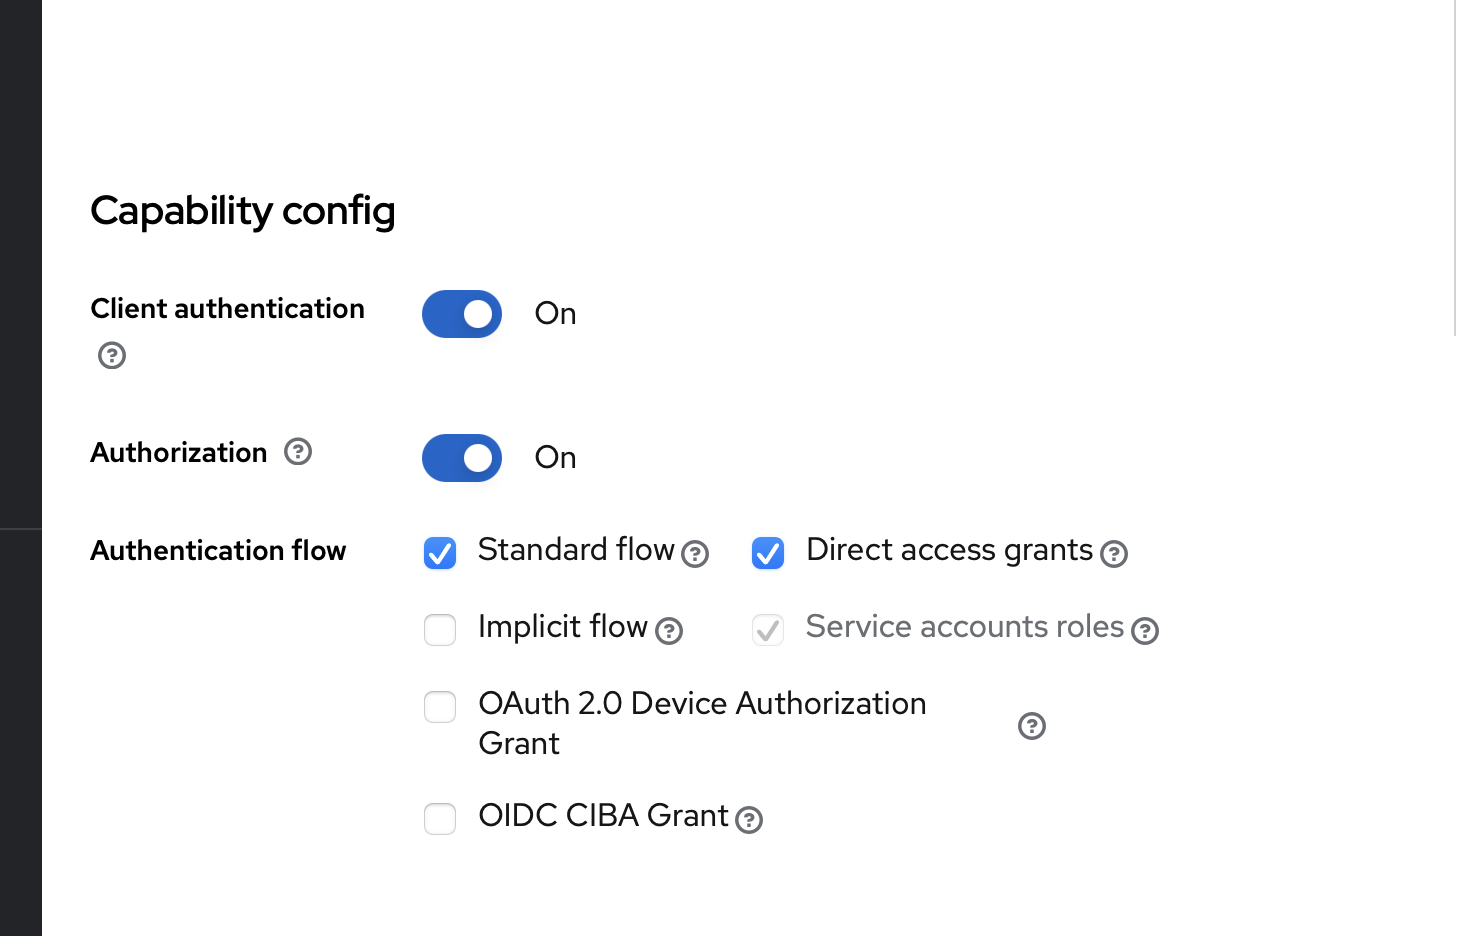 Capability config
Client authentication
On
Authorization
On
Authentication flow
Standard flow
Direct access grants
Implicit flow
Service accounts roles
OAuth 2.0 Device Authorization
Grant
OIDC CIBA Grant